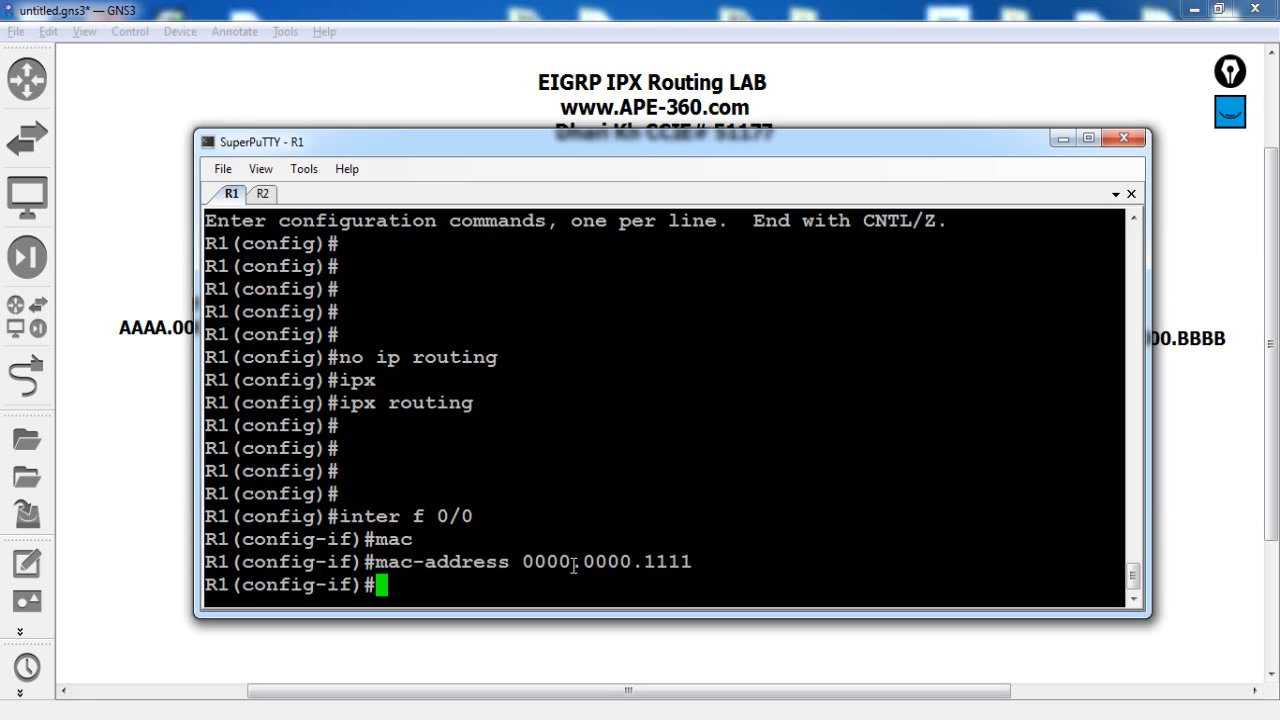 untitled.gns3* — GNS3
File Edit View Control Device Annotate Tools Help
EIGRP IPX Routing LAB
www.APE-360.com
Dhari Kh CCIE# 51177
SuperPuTTY - R1
File View Tools Help
R1 R2
Enter configuration commands, one per line. End with CNTL/Z.
R1(config)#
R1(config)#
R1(config)#
R1(config)#
R1(config)#
R1(config)#no ip routing
R1(config)#ipx
R1(config)#ipx routing
R1(config)#
R1(config)#
R1(config)#
R1(config)#
R1(config)#inter f 0/0
R1(config-if)#mac
R1(config-if)#mac-address 0000.0000.1111
R1(config-if)#
AAAA.00
00.BBBB